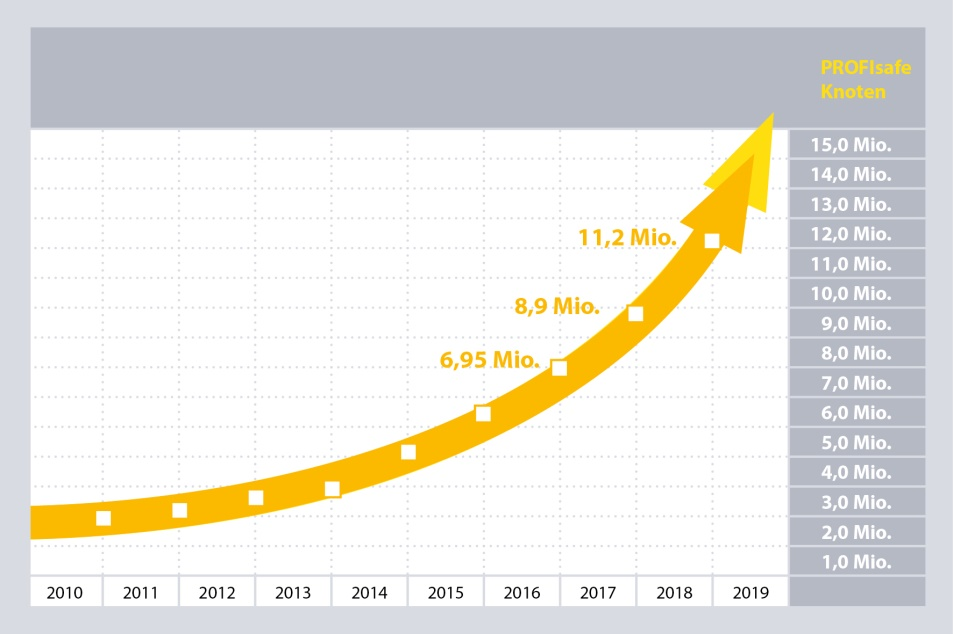 PROFIsafe
Knoten
15,0 Mio.
14,0 Mio.
13,0 Mio.
11,2 Mio.
12,0 Mio.
11,0 Mio.
10,0 Mio.
8,9 Mio.
9,0 Mio.
8,0 Mio.
6,95 Mio.
7,0 Mio.
6,0 Mio.
5,0 Mio.
4,0 Mio.
3,0 Mio.
2,0 Mio.
1,0 Mio.
2010 2011 2012 2013 2014 2015 2016 2017 2018 2019